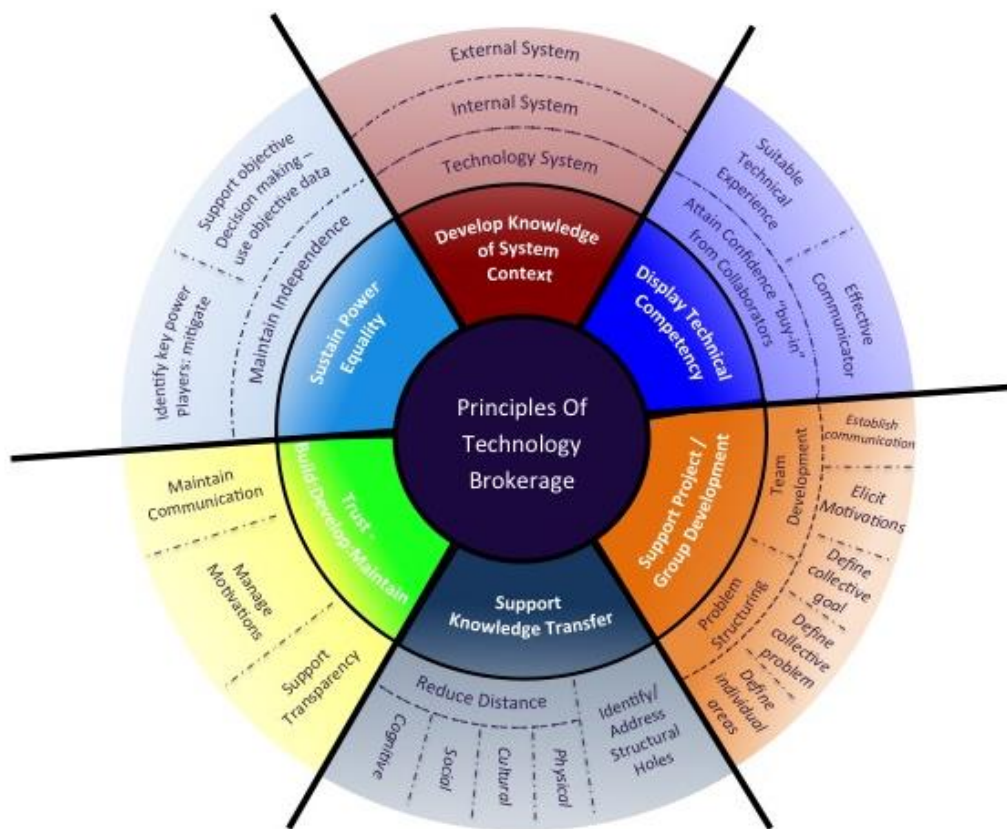 Principles Of
Technology
Brokerage
External System
Internal System
Technology System
Develop Knowledge
of System
Context
Suitable
Technical
Experience
Effective
Communicator
Attain Confidence "buy-in"
from Collaborators
Display Technical
Competency
Establish
communication
Elicit
Motivations
Define
collective
goal
Define
collective
problem
Define
individual
areas
Team
Development
Problem
Structuring
Support Project /
Group Development
Support
Knowledge Transfer
Identify/
Address
Structural
Holes
Reduce Distance
Physical
Cultural
Social
Cognitive
Trust -
Build:Develop:Maintain
Support
Transparency
Manage
Motivations
Maintain
Communication
Sustain Power
Equality
Maintain Independence
Identify key power
Players: mitigate
Support objective
Decision making –
use objective data